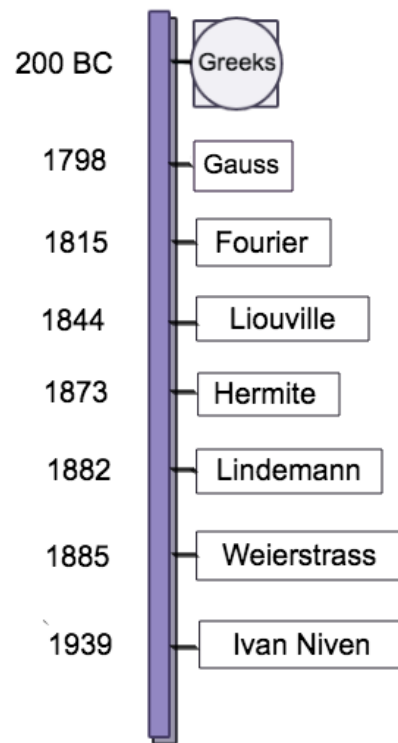 200 BC Greeks
1798 Gauss
1815 Fourier
1844 Liouville
1873 Hermite
1882 Lindemann
1885 Weierstrass
1939 Ivan Niven